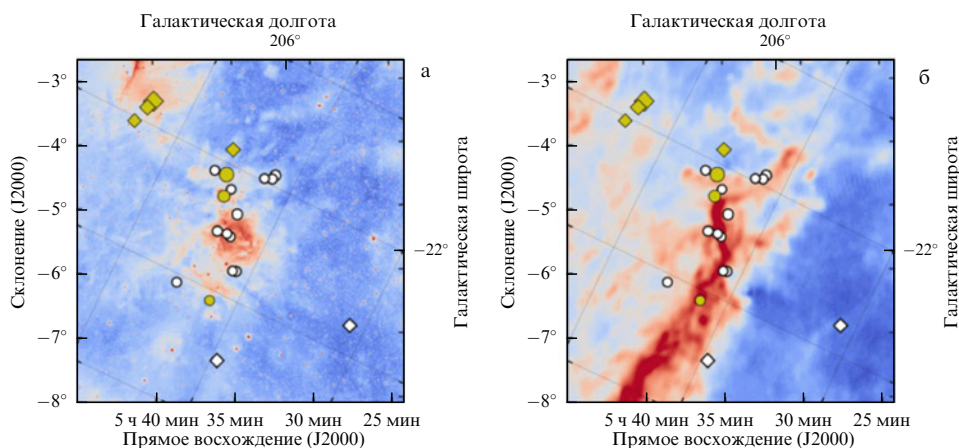 Галактическая долгота
206°
а
−3°
−4°
−5°
−6°
−7°
−8°
Склонение (J2000)
Галактическая широта
−22°
5 ч 40 мин 35 мин 30 мин 25 мин
Прямое восхождение (J2000)
Галактическая долгота
206°
б
−3°
−4°
−5°
−6°
−7°
−8°
Склонение (J2000)
Галактическая широта
−22°
5 ч 40 мин 35 мин 30 мин 25 мин
Прямое восхождение (J2000)